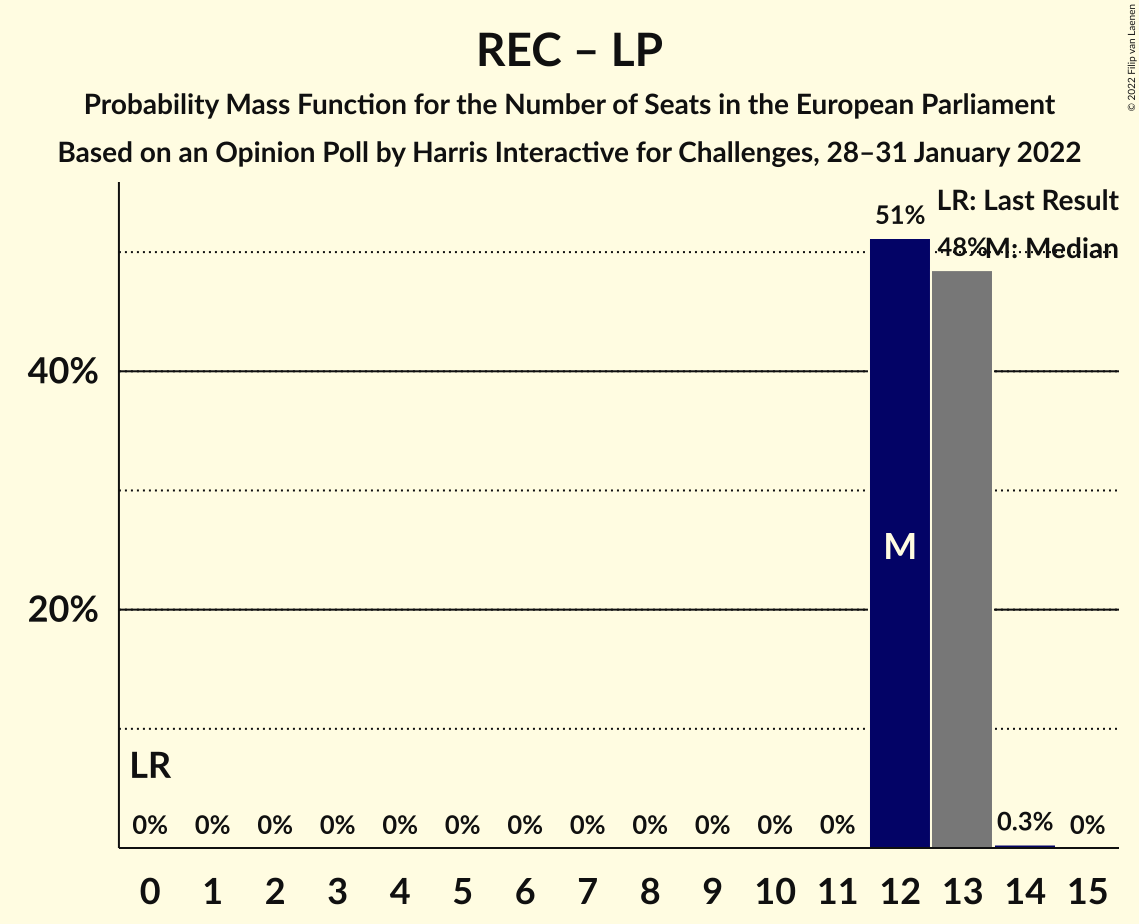 REC – LP
Probability Mass Function for the Number of Seats in the European Parliament
Based on an Opinion Poll by Harris Interactive for Challenges, 28–31 January 2022
© 2022 Filip van Laenen
LR: Last Result
M: Median
51%
48%
40%
20%
M
LR
0% 0% 0% 0% 0% 0% 0% 0% 0% 0% 0% 0% 0.3% 0%
0 1 2 3 4 5 6 7 8 9 10 11 12 13 14 15